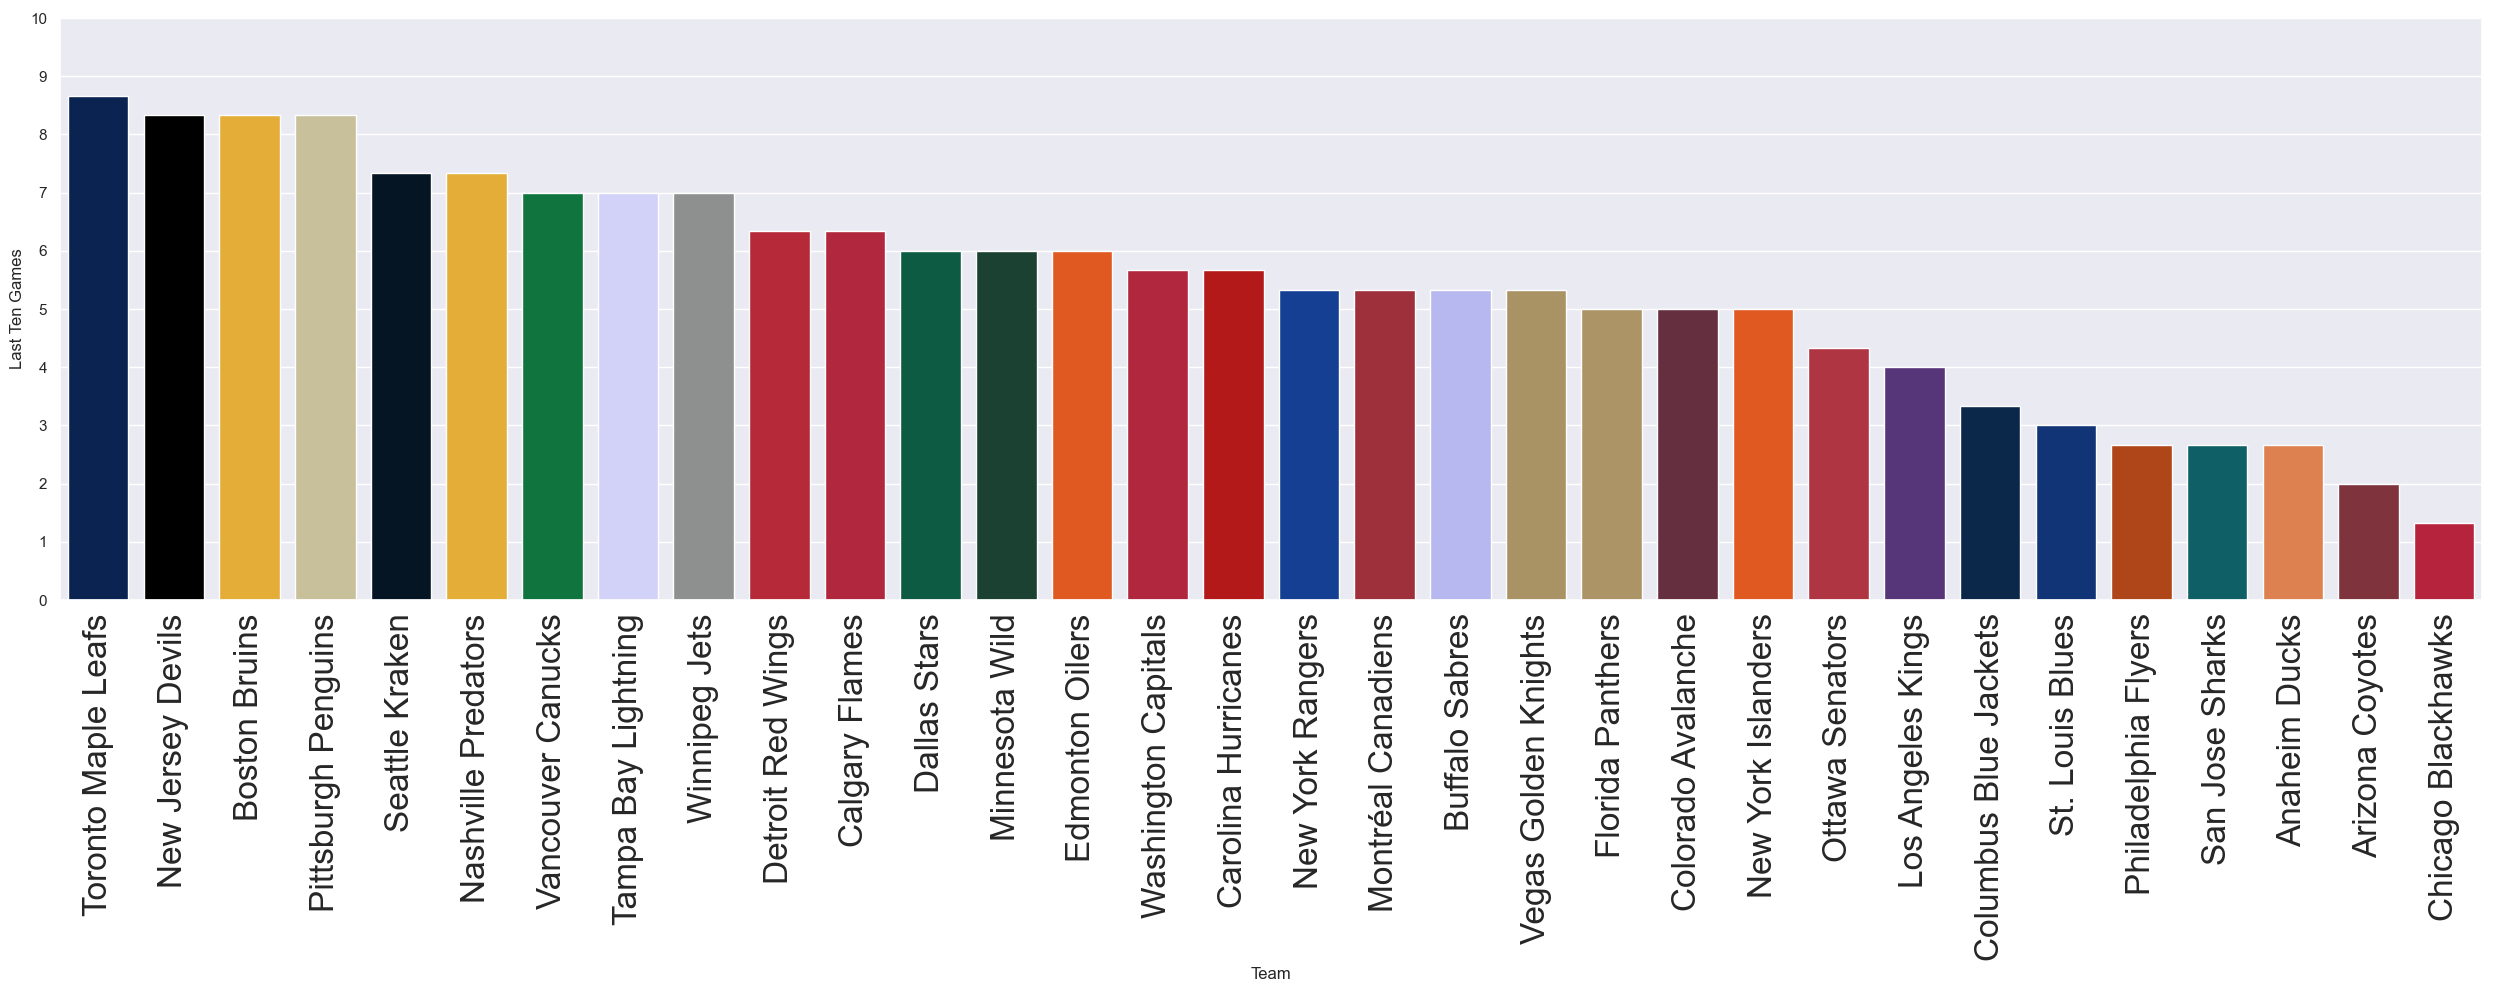 10
9
8
7
6
5
4
3
2
1
0
Last Ten Games
Toronto Maple Leafs
New Jersey Devils
Boston Bruins
Pittsburgh Penguins
Seattle Kraken
Nashville Predators
Vancouver Canucks
Tampa Bay Lightning
Winnipeg Jets
Detroit Red Wings
Calgary Flames
Dallas Stars
Minnesota Wild
Edmonton Oilers
Washington Capitals
Carolina Hurricanes
New York Rangers
Montréal Canadiens
Buffalo Sabres
Vegas Golden Knights
Florida Panthers
Colorado Avalanche
New York Islanders
Ottawa Senators
Los Angeles Kings
Columbus Blue Jackets
St. Louis Blues
Philadelphia Flyers
San Jose Sharks
Anaheim Ducks
Arizona Coyotes
Chicago Blackhawks
Team